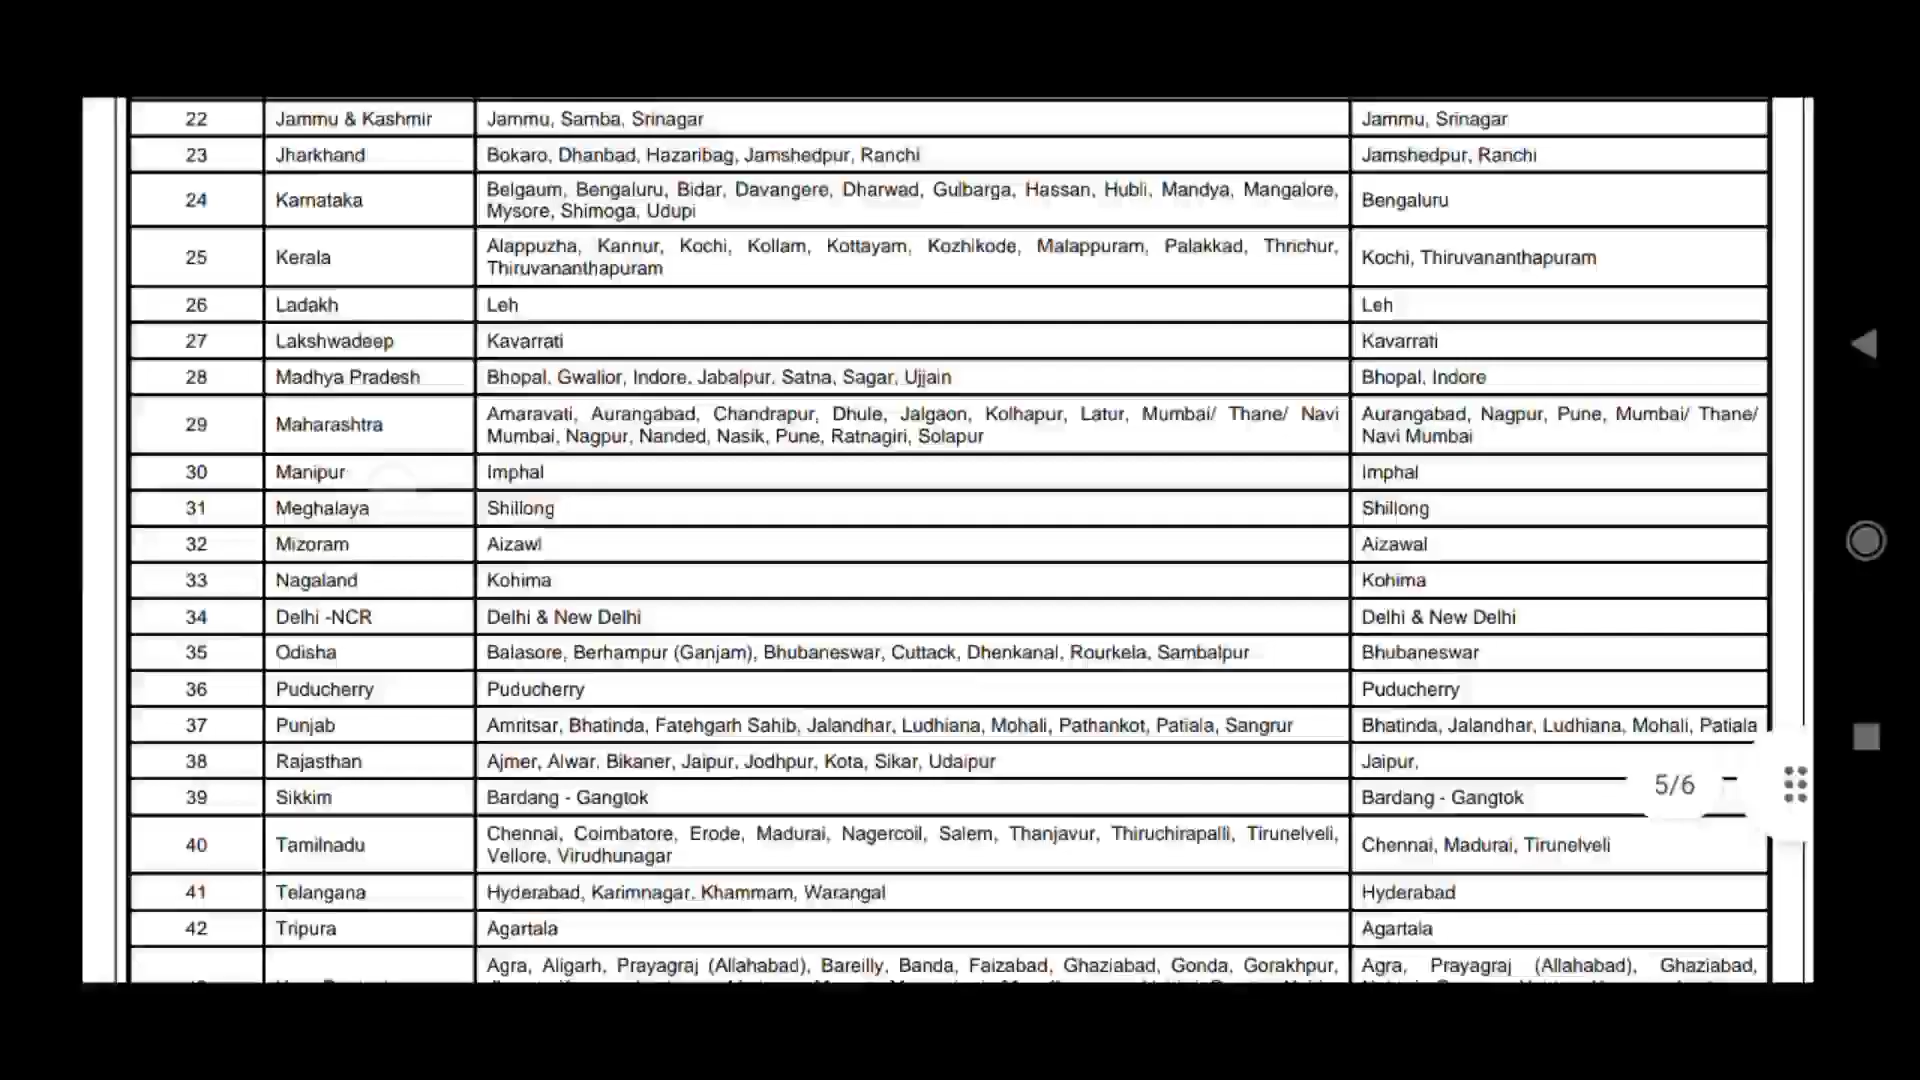 22 Jammu & Kashmir Jammu, Samba, Srinagar Jammu, Srinagar
23 Jharkhand Bokaro, Dhanbad, Hazaribag, Jamshedpur, Ranchi Jamshedpur, Ranchi
24 Karnataka Belgaum, Bengaluru, Bidar, Davangere, Dharwad, Gulbarga, Hassan, Hubli, Mandya, Mangalore,
Mysore, Shimoga, Udupi Bengaluru
25 Kerala Alappuzha, Kannur, Kochi, Kollam, Kottayam, Kozhikode, Malappuram, Palakkad, Thrichur,
Thiruvananthapuram Kochi, Thiruvananthapuram
26 Ladakh Leh Leh
27 Lakshwadeep Kavarrati Kavarrati
28 Madhya Pradesh Bhopal, Gwalior, Indore, Jabalpur, Satna, Sagar, Ujjain Bhopal, Indore
29 Maharashtra Amaravati, Aurangabad, Chandrapur, Dhule, Jalgaon, Kolhapur, Latur, Mumbai/ Thane/ Navi
Mumbai, Nagpur, Nanded, Nasik, Pune, Ratnagiri, Solapur Aurangabad, Nagpur, Pune, Mumbai/ Thane/
Navi Mumbai
30 Manipur Imphal Imphal
31 Meghalaya Shillong Shillong
32 Mizoram Aizawl Aizawal
33 Nagaland Kohima Kohima
34 Delhi -NCR Delhi & New Delhi Delhi & New Delhi
35 Odisha Balasore, Berhampur (Ganjam), Bhubaneswar, Cuttack, Dhenkanal, Rourkela, Sambalpur Bhubaneswar
36 Puducherry Puducherry Puducherry
37 Punjab Amritsar, Bhatinda, Fatehgarh Sahib, Jalandhar, Ludhiana, Mohali, Pathankot, Patiala, Sangrur Bhatinda, Jalandhar, Ludhiana, Mohali, Patiala
38 Rajasthan Ajmer, Alwar, Bikaner, Jaipur, Jodhpur, Kota, Sikar, Udaipur Jaipur,
39 Sikkim Bardang - Gangtok Bardang - Gangtok
5/6
40 Tamilnadu Chennai, Coimbatore, Erode, Madurai, Nagercoil, Salem, Thanjavur, Thiruchirapalli, Tirunelveli,
Vellore, Virudhunagar Chennai, Madurai, Tirunelveli
41 Telangana Hyderabad, Karimnagar, Khammam, Warangal Hyderabad
42 Tripura Agartala Agartala
Agra, Aligarh, Prayagraj (Allahabad), Bareilly, Banda, Faizabad, Ghaziabad, Gonda, Gorakhpur, Agra, Prayagraj (Allahabad), Ghaziabad,